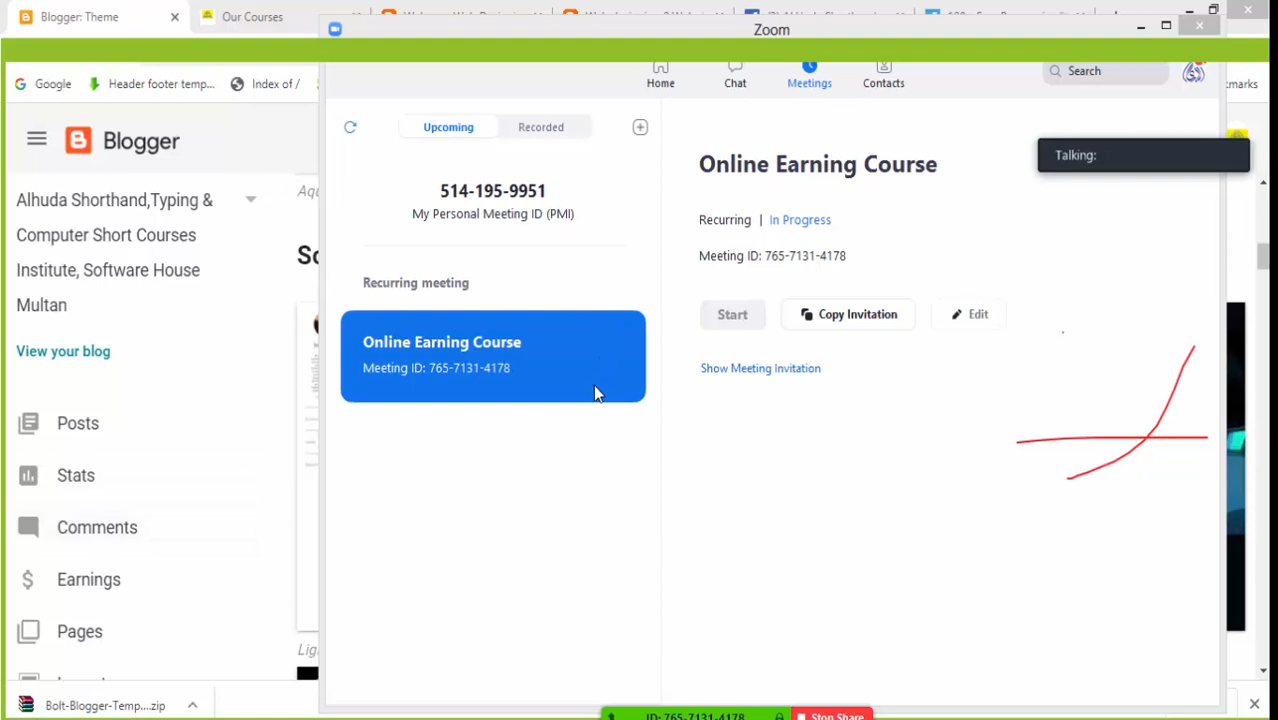 Blogger: Theme
Our Courses
Zoom
Google
Header footer temp...
Index of /
Home
Chat
Meetings
Contacts
Search
Blogger
Upcoming
Recorded
Talking:
Online Earning Course
514-195-9951
My Personal Meeting ID (PMI)
Recurring | In Progress
Meeting ID: 765-7131-4178
Alhuda Shorthand,Typing &
Computer Short Courses
Institute, Software House
Multan
View your blog
Recurring meeting
Start
Copy Invitation
Edit
Online Earning Course
Meeting ID: 765-7131-4178
Show Meeting Invitation
Posts
Stats
Comments
Earnings
Pages
Bolt-Blogger-Temp....zip
ID: 765-7131-4178
Stop Share